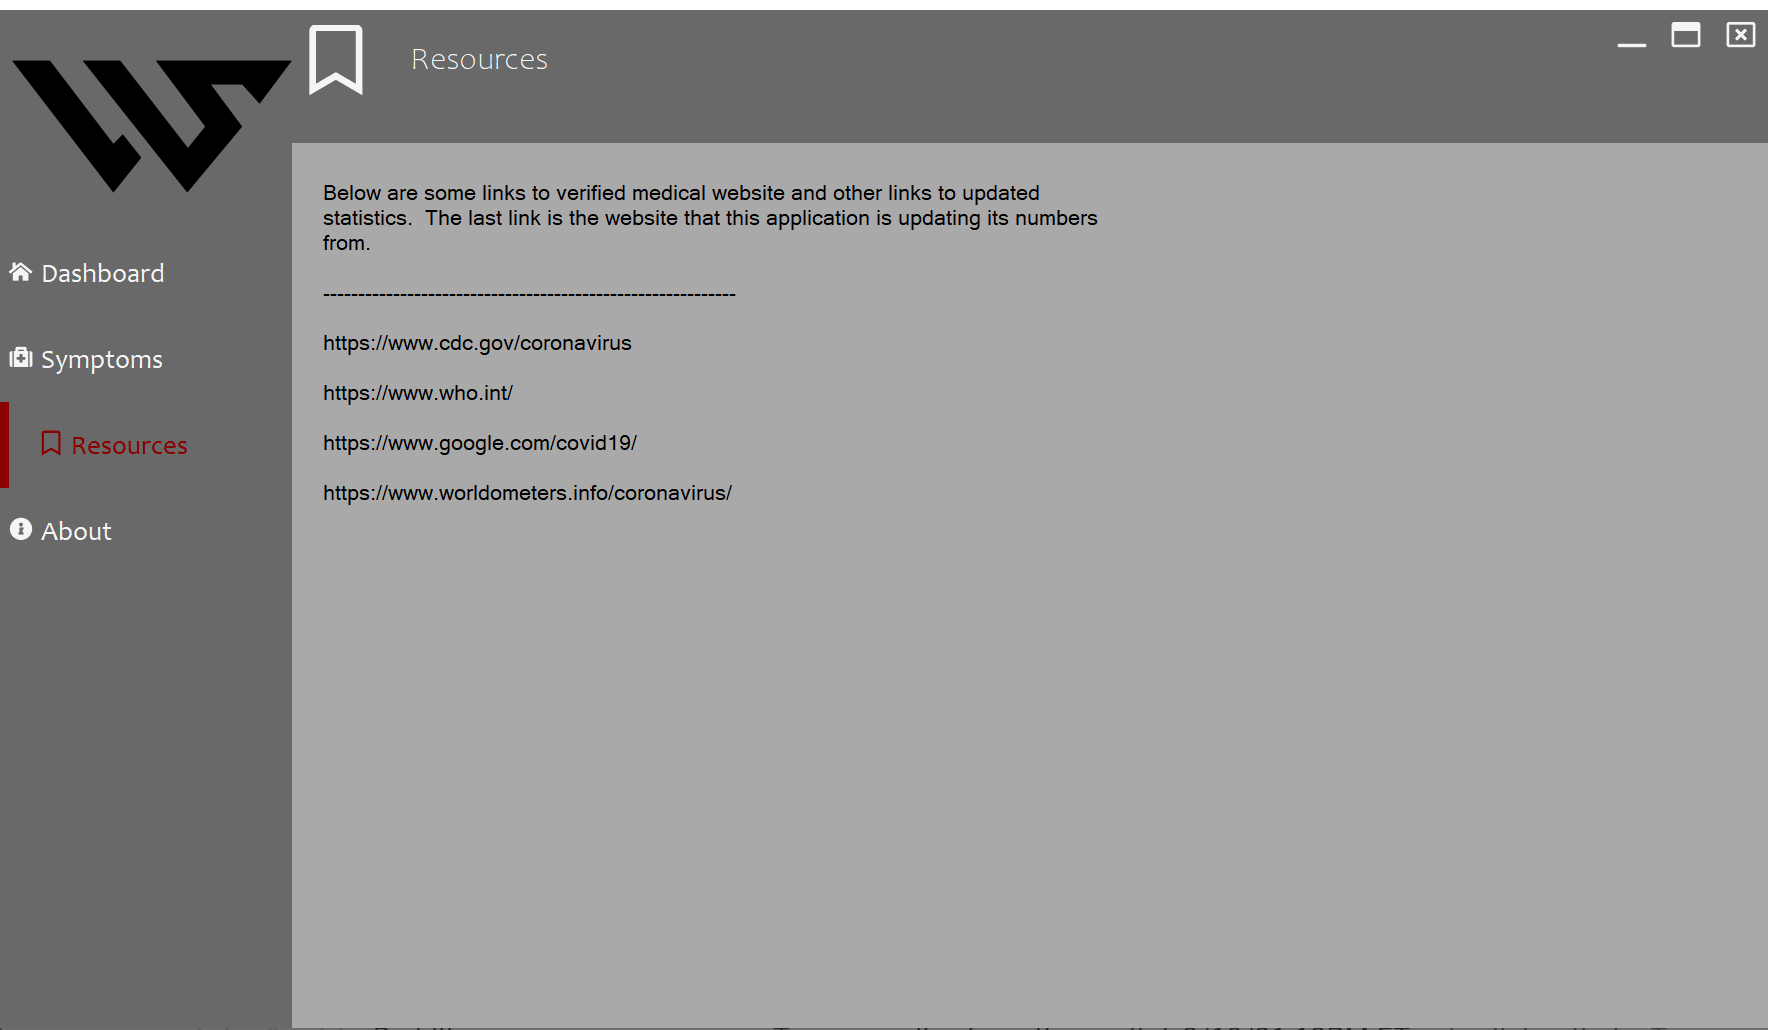 Resources
Dashboard
Symptoms
Resources
About
Below are some links to verified medical website and other links to updated
statistics.  The last link is the website that this application is updating its numbers
from.
-----------------------------------------------------------
https://www.cdc.gov/coronavirus
https://www.who.int/
https://www.google.com/covid19/
https://www.worldometers.info/coronavirus/